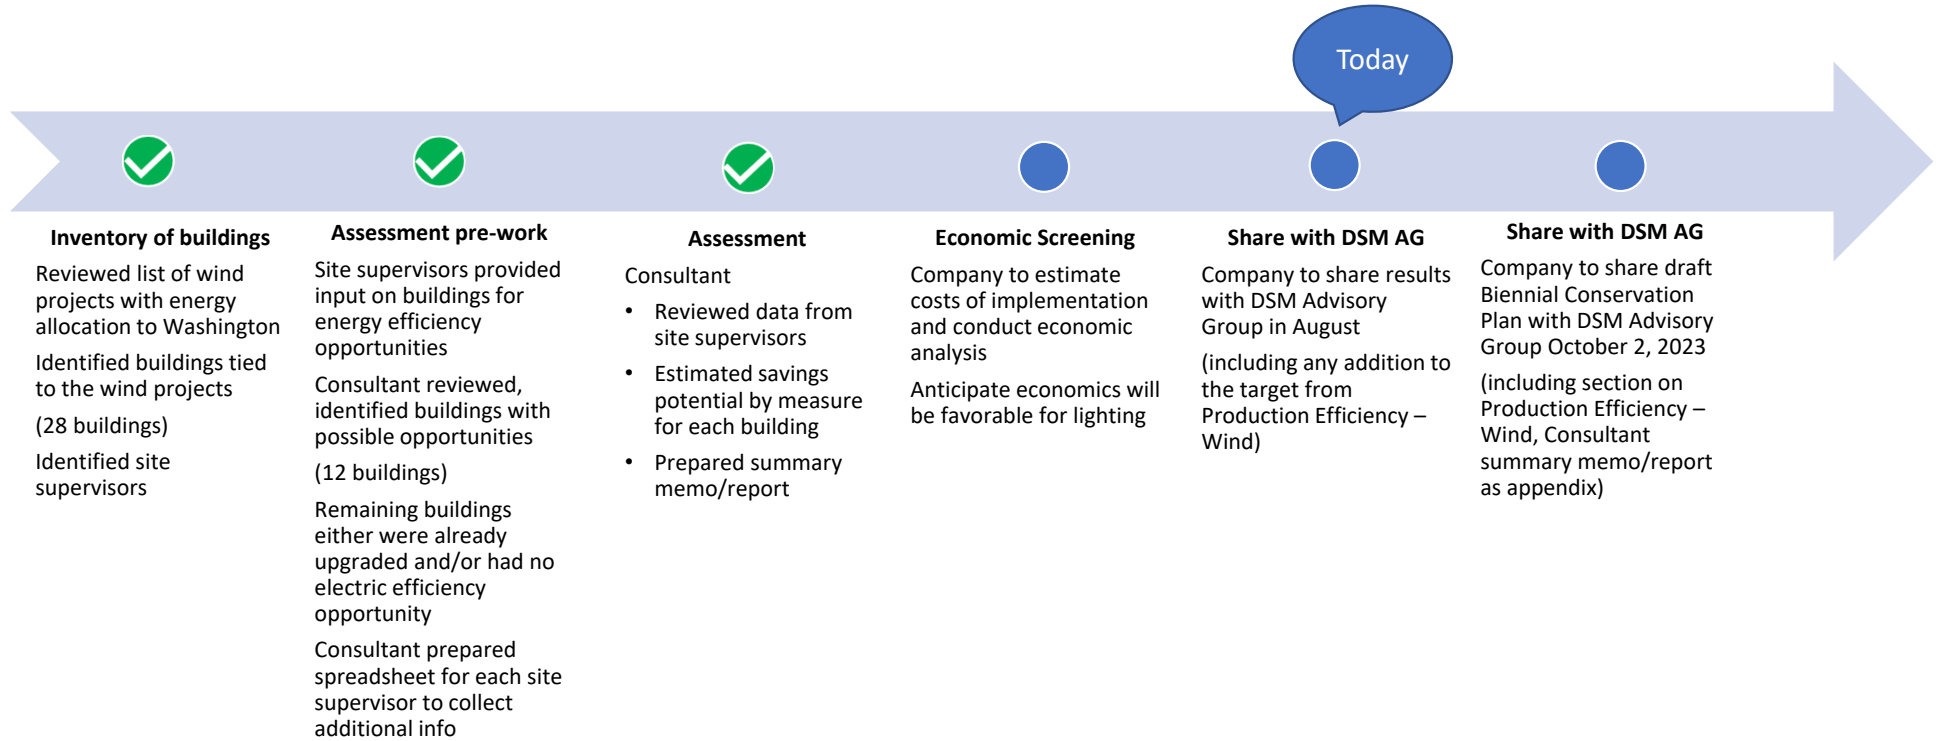 Today
Inventory of buildings
Reviewed list of wind
projects with energy
allocation to Washington
Identified buildings tied
to the wind projects
(28 buildings)
Identified site
supervisors
Assessment pre-work
Site supervisors provided
input on buildings for
energy efficiency
opportunities
Consultant reviewed,
identified buildings with
possible opportunities
(12 buildings)
Remaining buildings
either were already
upgraded and/or had no
electric efficiency
opportunity
Consultant prepared
spreadsheet for each site
supervisor to collect
additional info
Assessment
Consultant
• Reviewed data from
site supervisors
• Estimated savings
potential by measure
for each building
• Prepared summary
memo/report
Economic Screening
Company to estimate
costs of implementation
and conduct economic
analysis
Anticipate economics will
be favorable for lighting
Share with DSM AG
Company to share results
with DSM Advisory
Group in August
(including any addition to
the target from
Production Efficiency –
Wind)
Share with DSM AG
Company to share draft
Biennial Conservation
Plan with DSM Advisory
Group October 2, 2023
(including section on
Production Efficiency –
Wind, Consultant
summary memo/report
as appendix)